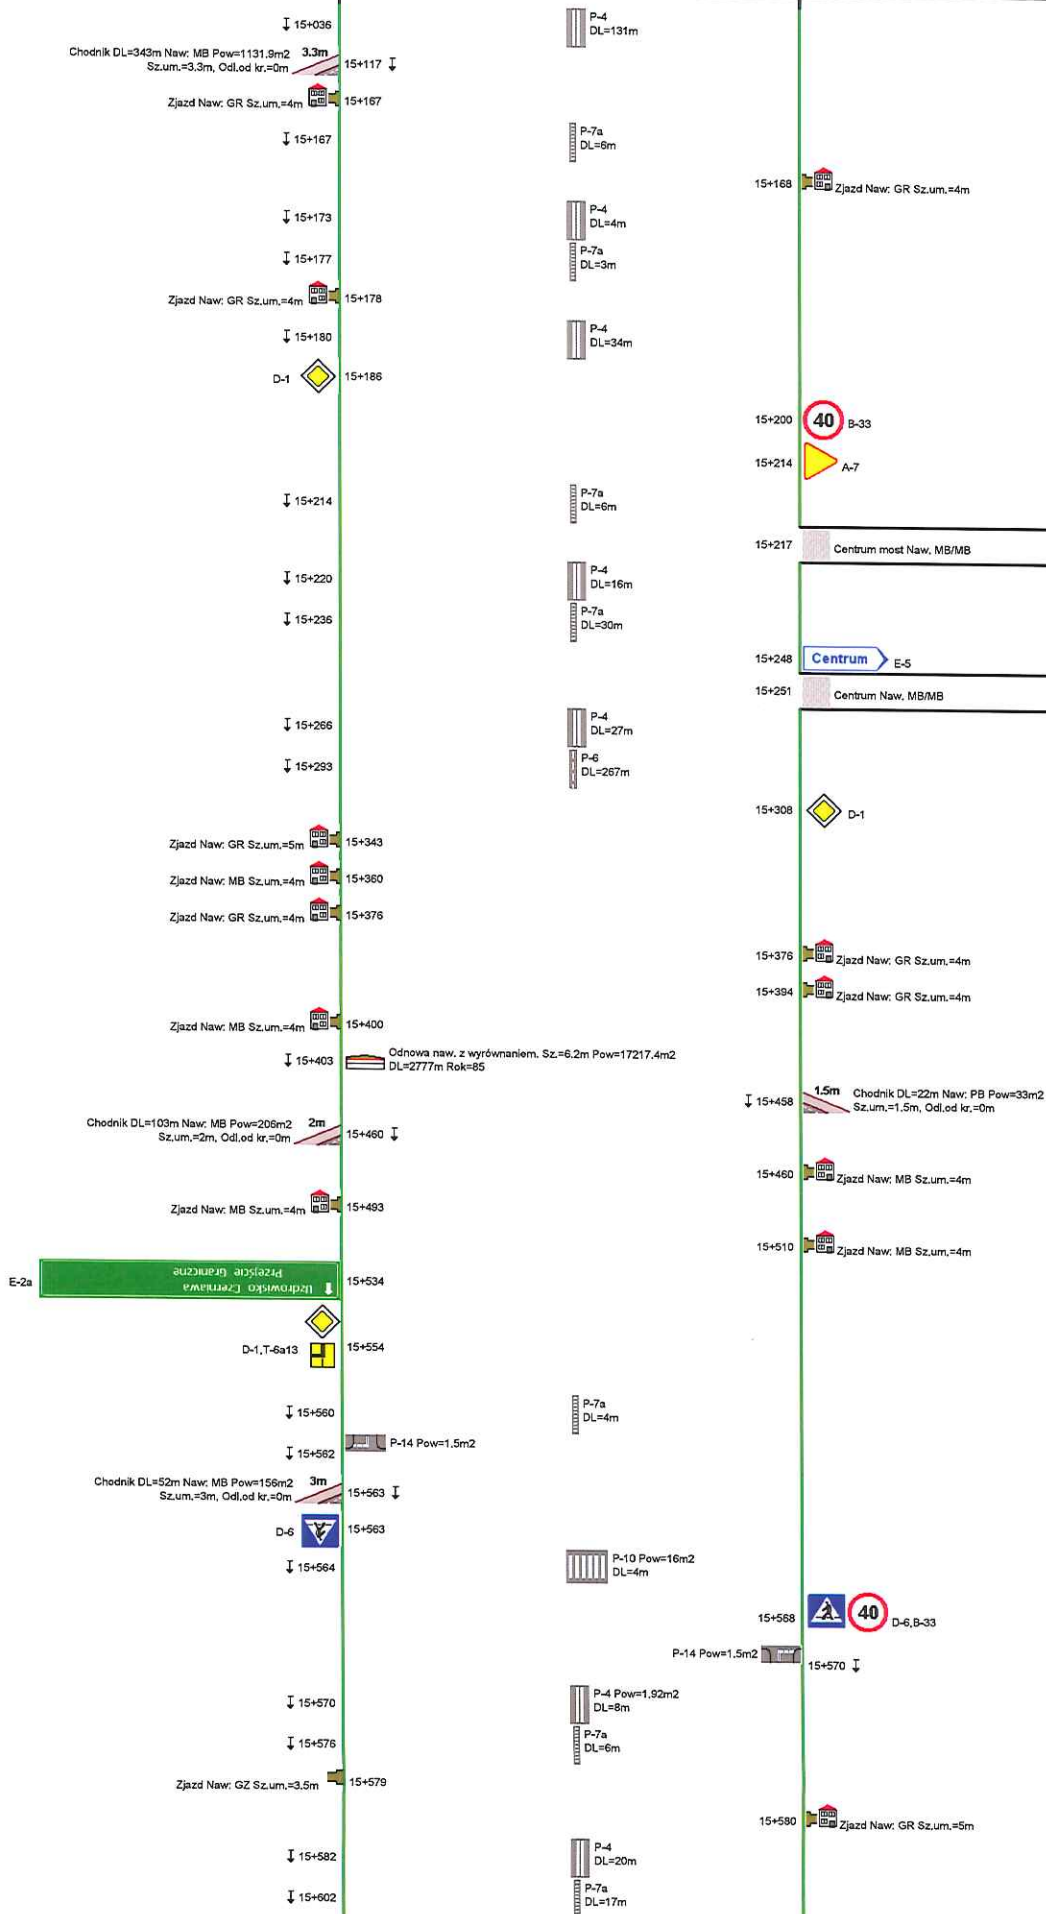 15+036
P-4
DL=131m
Chodnik DL=343m Naw: MB Pow=1131.9m2 3.3m
Sz.um.=3.3m, Odl.od kr.=0m
15+117
Zjazd Naw: GR Sz.um.=4m 15+167
15+167
P-7a
DL=6m
15+168 Zjazd Naw: GR Sz.um.=4m
15+173
P-4
DL=4m
15+177
P-7a
DL=3m
Zjazd Naw: GR Sz.um.=4m 15+178
15+180
P-4
DL=34m
D-1 15+186
15+200 40 B-33
15+214 A-7
15+214
P-7a
DL=6m
15+217 Centrum most Naw. MB/MB
15+220
P-4
DL=16m
15+236
P-7a
DL=30m
15+248 Centrum E-5
15+251 Centrum Naw. MB/MB
15+266
P-4
DL=27m
15+293
P-6
DL=267m
15+308 D-1
Zjazd Naw: GR Sz.um.=5m 15+343
Zjazd Naw: MB Sz.um.=4m 15+360
Zjazd Naw: GR Sz.um.=4m 15+376
15+376 Zjazd Naw: GR Sz.um.=4m
15+394 Zjazd Naw: GR Sz.um.=4m
Zjazd Naw: MB Sz.um.=4m 15+400
15+403
Odnowa naw. z wyrównaniem. Sz.=6.2m Pow=17217.4m2
DL=2777m Rok=85
15+458
1.5m Chodnik DL=22m Naw: PB Pow=33m2
Sz.um.=1.5m, Odl.od kr.=0m
Chodnik DL=103m Naw: MB Pow=206m2 2m
Sz.um.=2m, Odl.od kr.=0m
15+460
15+460 Zjazd Naw: MB Sz.um.=4m
Zjazd Naw: MB Sz.um.=4m 15+493
15+510 Zjazd Naw: MB Sz.um.=4m
E-2a
Uzdrowisko Czerniawa
Przejście Graniczne
15+534
D-1,T-6a13 15+554
15+560
P-7a
DL=4m
15+562 P-14 Pow=1.5m2
Chodnik DL=52m Naw: MB Pow=156m2 3m
Sz.um.=3m, Odl.od kr.=0m
15+563
D-6 15+563
15+564
P-10 Pow=16m2
DL=4m
15+568 40 D-6,B-33
P-14 Pow=1.5m2 15+570
15+570
P-4 Pow=1.92m2
DL=8m
15+576
P-7a
DL=6m
Zjazd Naw: GZ Sz.um.=3.5m 15+579
15+580 Zjazd Naw: GR Sz.um.=5m
15+582
P-4
DL=20m
15+602
P-7a
DL=17m